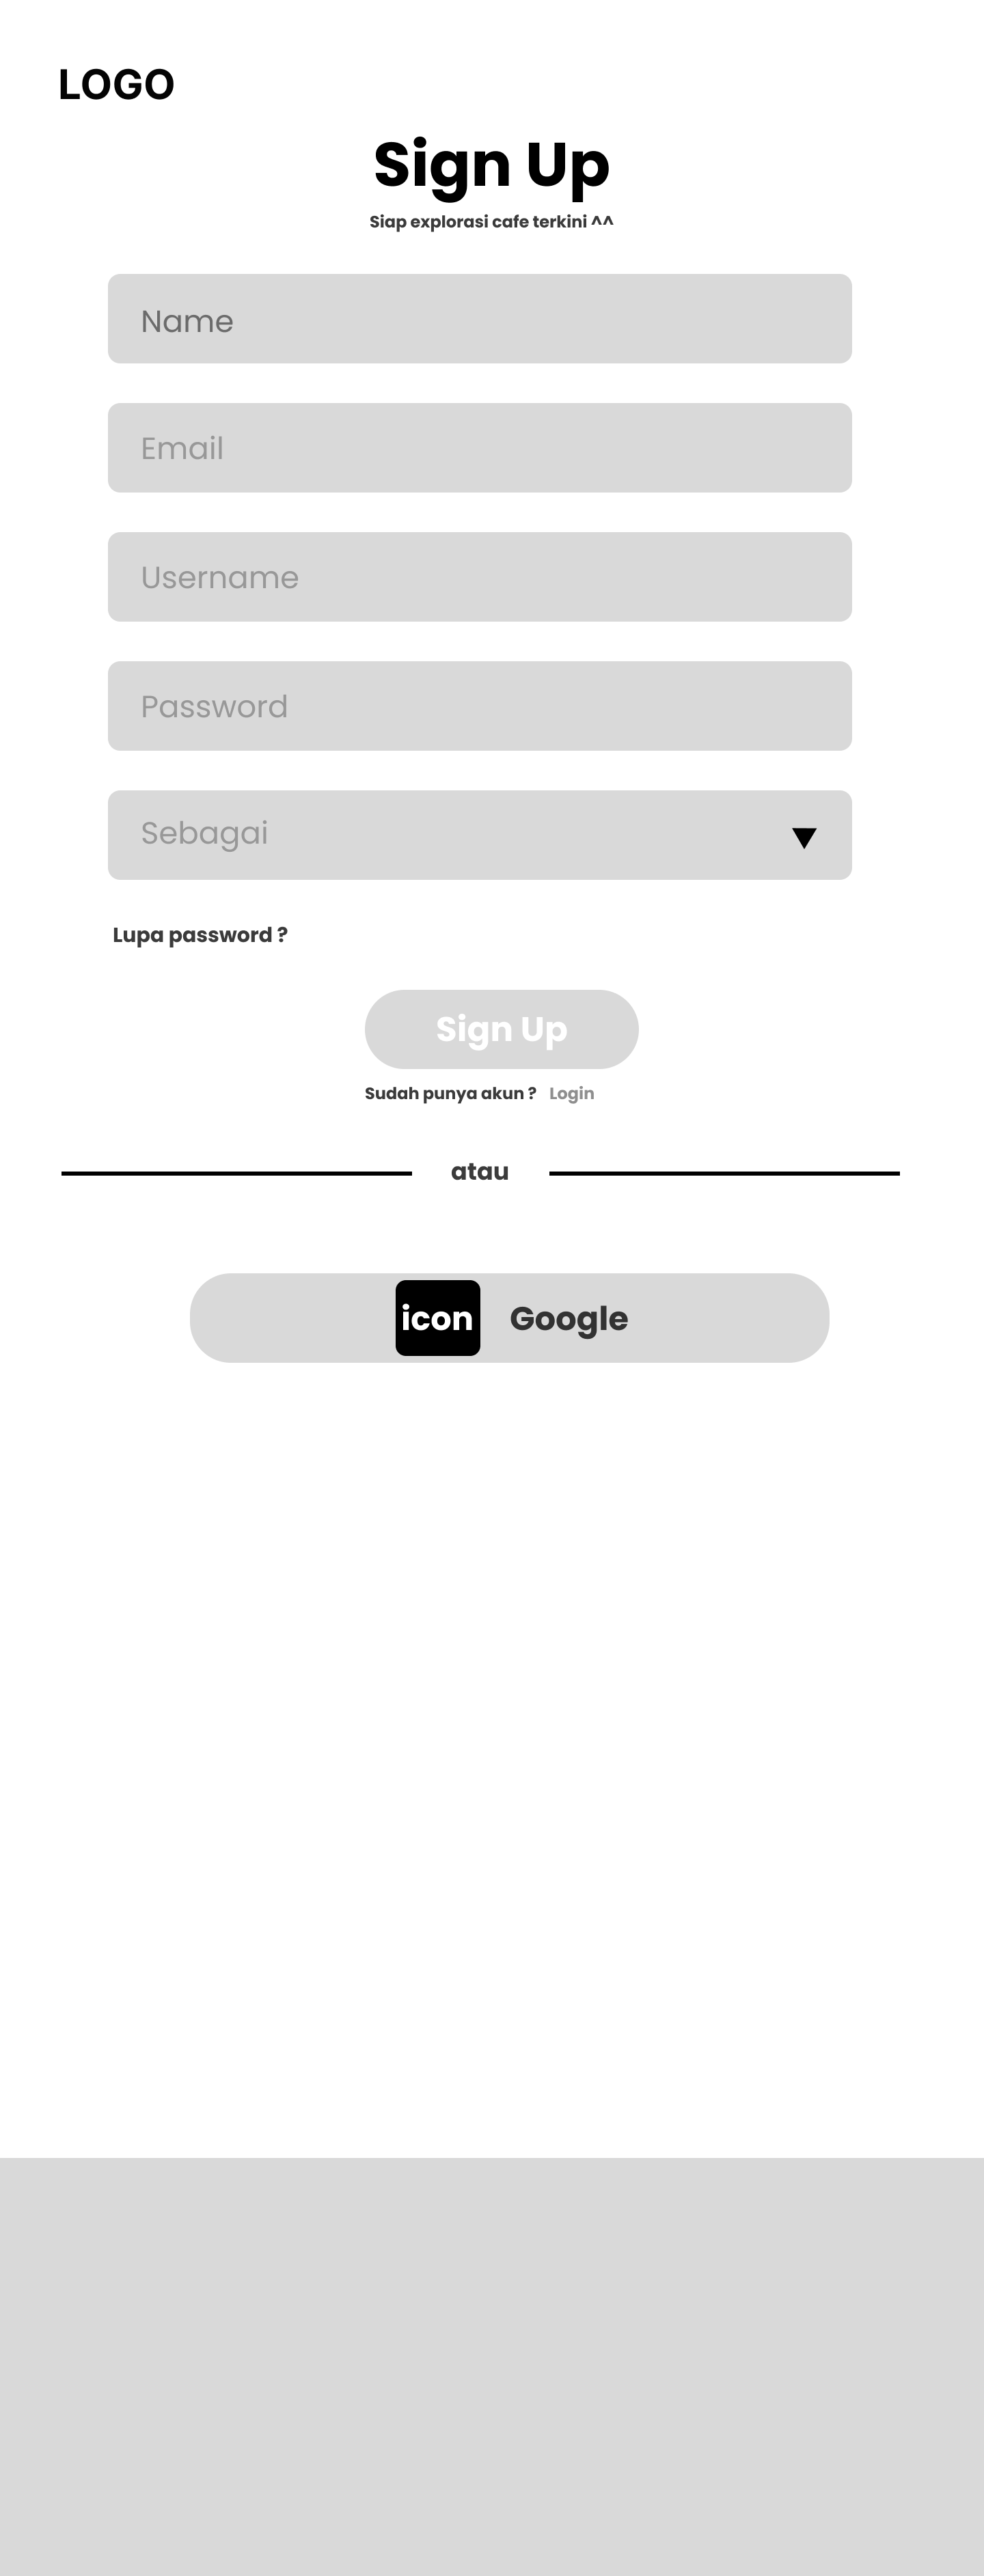 LOGO
Sign Up
Siap explorasi cafe terkini ^^
Name
Email
Username
Password
Sebagai
Lupa password ?
Sign Up
Sudah punya akun ? Login
atau
icon Google